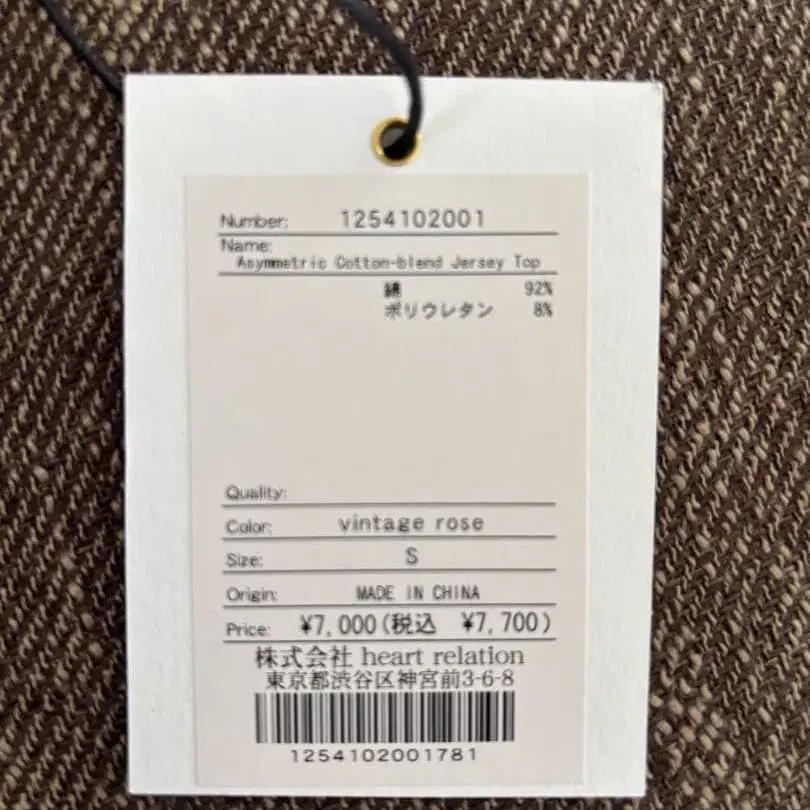 Number: 1254102001
Name:
Asymmetric Cotton-blend Jersey Top
綿 92%
ポリウレタン 8%
Quality:
Color: vintage rose
Size: S
Origin: MADE IN CHINA
Price: ¥7,000(税込 ¥7,700)
株式会社 heart relation
東京都渋谷区神宮前3-6-8
1254102001781